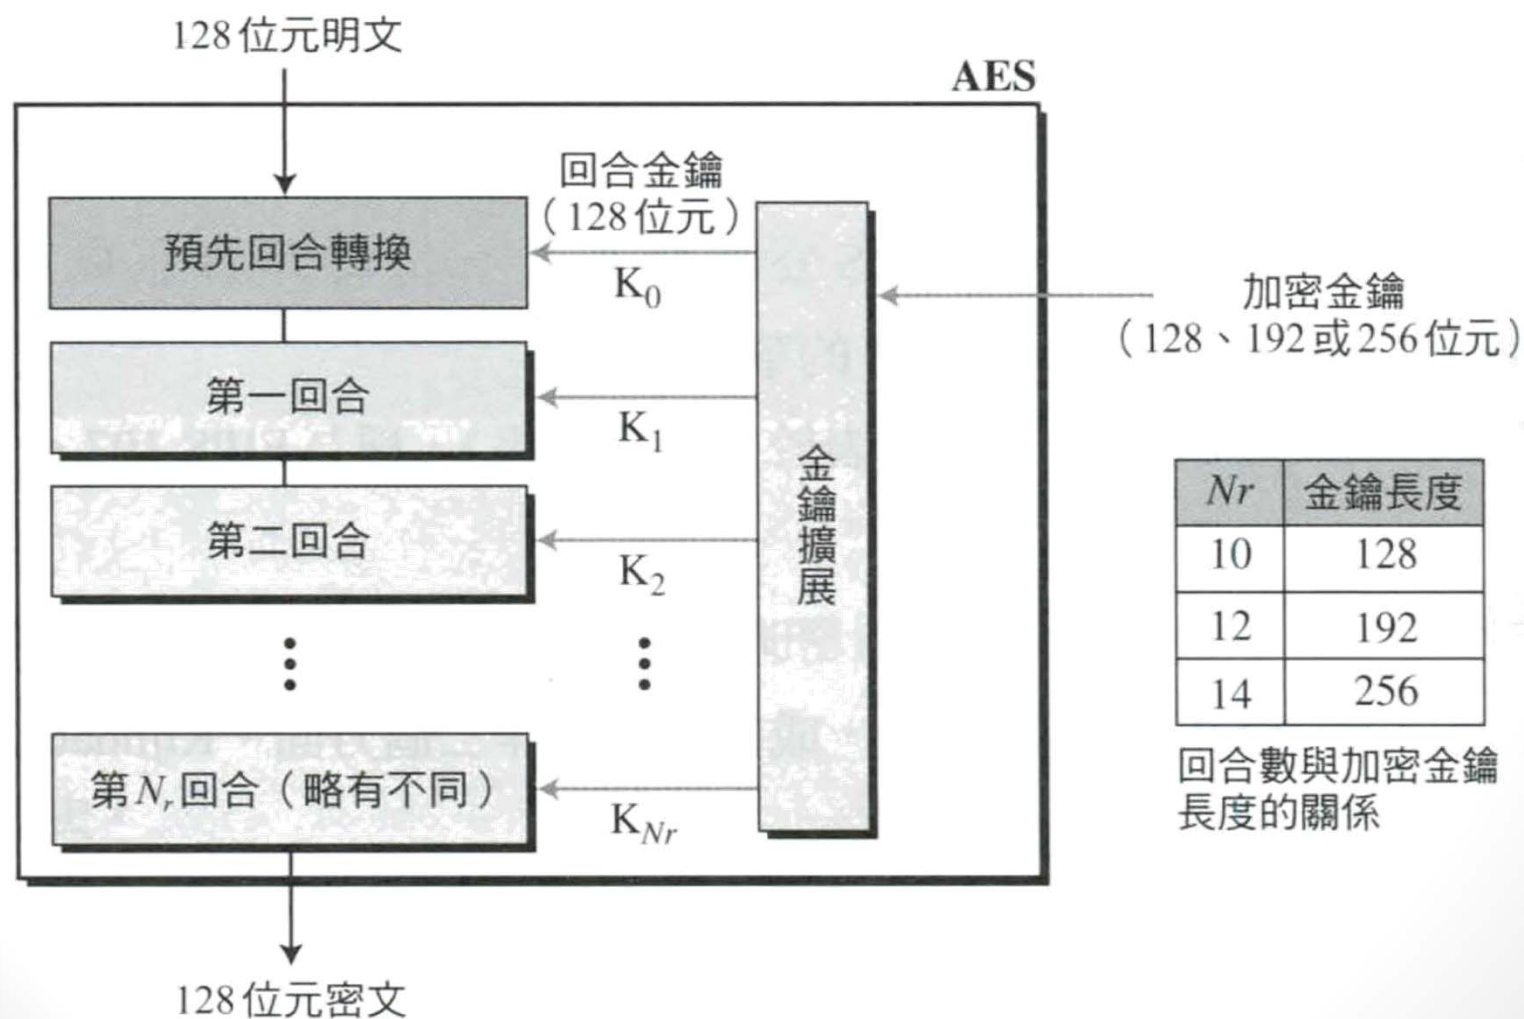 128位元明文
AES
回合金鑰
（128位元）
預先回合轉換
K0
加密金鑰
（128、192或256位元）
第一回合
K1
金鑰擴展
第二回合
K2
Nr 金鑰長度
10 128
12 192
14 256
回合數與加密金鑰
長度的關係
第Nr回合（略有不同）
KNr
128位元密文